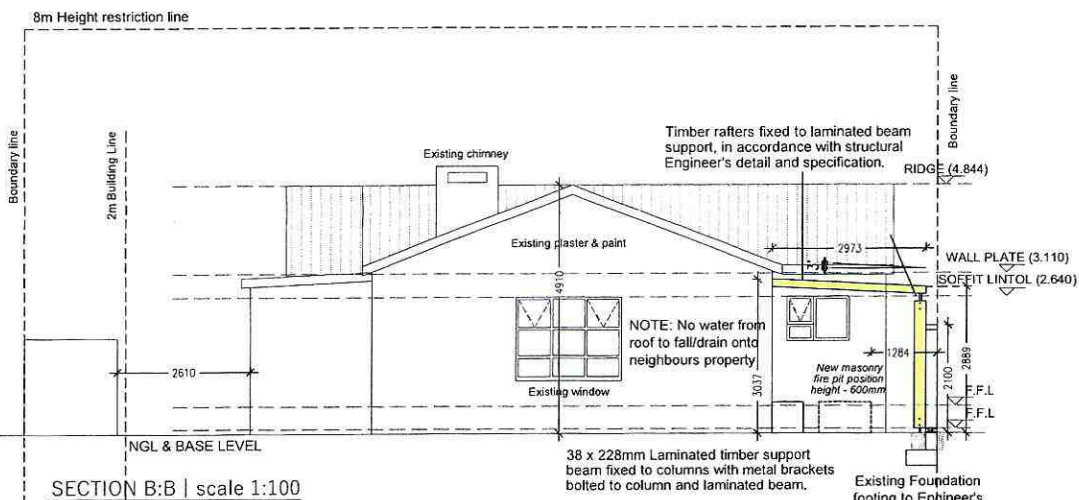 8m Height restriction line
Boundary line
2m Building Line
Boundary line
Timber rafters fixed to laminated beam
support, in accordance with structural
Engineer's detail and specification.
RIDGE (4.844)
Existing chimney
Existing plaster & paint
2973
3°
WALL PLATE (3.110)
SOFFIT LINTOL (2.640)
4910
NOTE: No water from
roof to fall/drain onto
neighbours property
1284
2610
3037
New masonry
fire pit position
height - 600mm
2100
2889
Existing window
F.F.L
F.F.L
NGL & BASE LEVEL
38 x 228mm Laminated timber support
beam fixed to columns with metal brackets
bolted to column and laminated beam.
SECTION B:B | scale 1:100
Existing Foundation
footing to Engineer's